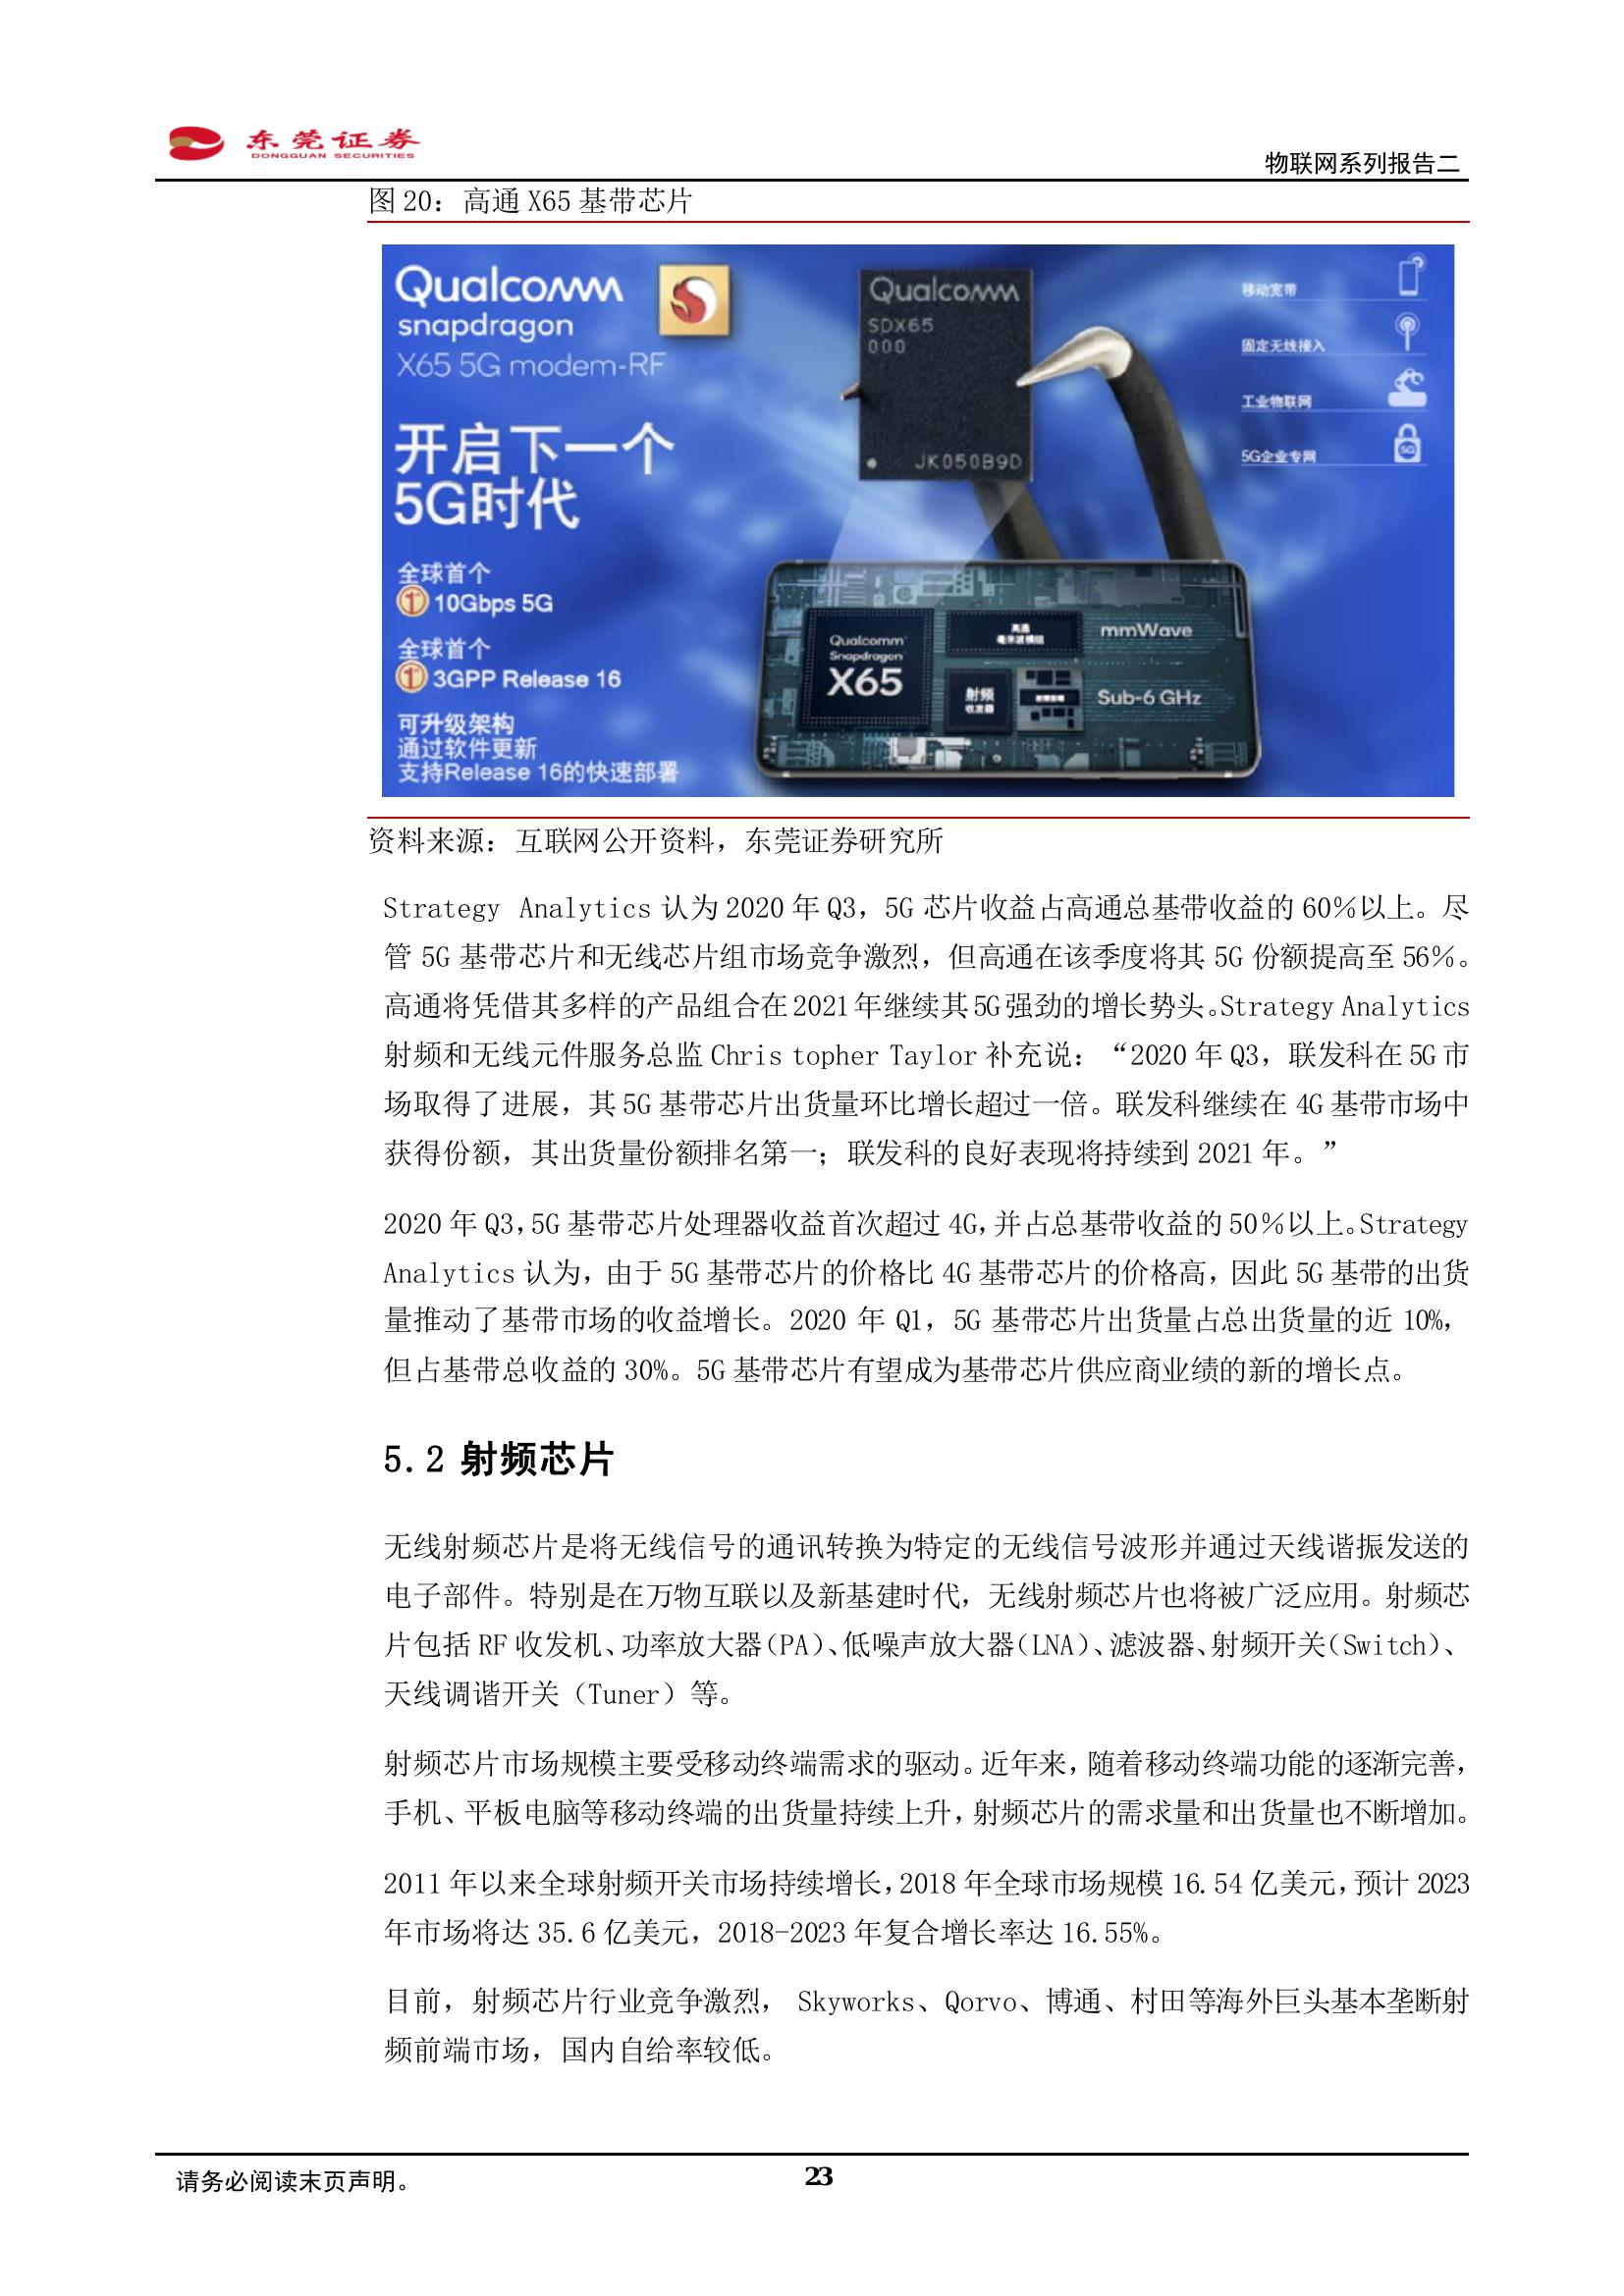 东莞证券
DONGGUAN SECURITIES
物联网系列报告二
图 20：高通 X65 基带芯片
Qualcomm
snapdragon
X65 5G modem-RF
开启下一个
5G时代
全球首个
1 10Gbps 5G
全球首个
1 3GPP Release 16
可升级架构
通过软件更新
支持Release 16的快速部署
Qualcomm
SDX65
000
JK050B9D
移动宽带
固定无线接入
工业物联网
5G企业专网
5G
Qualcomm
Snapdragon
X65
高通
毫米波模组
mmWave
射频
收发器
Sub-6 GHz
资料来源：互联网公开资料，东莞证券研究所
Strategy Analytics 认为 2020 年 Q3，5G 芯片收益占高通总基带收益的 60%以上。尽
管 5G 基带芯片和无线芯片组市场竞争激烈，但高通在该季度将其 5G 份额提高至 56%。
高通将凭借其多样的产品组合在 2021 年继续其 5G 强劲的增长势头。Strategy Analytics
射频和无线元件服务总监 Chris topher Taylor 补充说：“2020 年 Q3，联发科在 5G 市
场取得了进展，其 5G 基带芯片出货量环比增长超过一倍。联发科继续在 4G 基带市场中
获得份额，其出货量份额排名第一；联发科的良好表现将持续到 2021 年。”
2020 年 Q3，5G 基带芯片处理器收益首次超过 4G，并占总基带收益的 50%以上。Strategy
Analytics 认为，由于 5G 基带芯片的价格比 4G 基带芯片的价格高，因此 5G 基带的出货
量推动了基带市场的收益增长。2020 年 Q1，5G 基带芯片出货量占总出货量的近 10%，
但占基带总收益的 30%。5G 基带芯片有望成为基带芯片供应商业绩的新的增长点。
5.2 射频芯片
无线射频芯片是将无线信号的通讯转换为特定的无线信号波形并通过天线谐振发送的
电子部件。特别是在万物互联以及新基建时代，无线射频芯片也将被广泛应用。射频芯
片包括 RF 收发机、功率放大器（PA）、低噪声放大器（LNA）、滤波器、射频开关（Switch）、
天线调谐开关（Tuner）等。
射频芯片市场规模主要受移动终端需求的驱动。近年来，随着移动终端功能的逐渐完善，
手机、平板电脑等移动终端的出货量持续上升，射频芯片的需求量和出货量也不断增加。
2011 年以来全球射频开关市场持续增长，2018 年全球市场规模 16.54 亿美元，预计 2023
年市场将达 35.6 亿美元，2018-2023 年复合增长率达 16.55%。
目前，射频芯片行业竞争激烈， Skyworks、Qorvo、博通、村田等海外巨头基本垄断射
频前端市场，国内自给率较低。
请务必阅读末页声明。
23